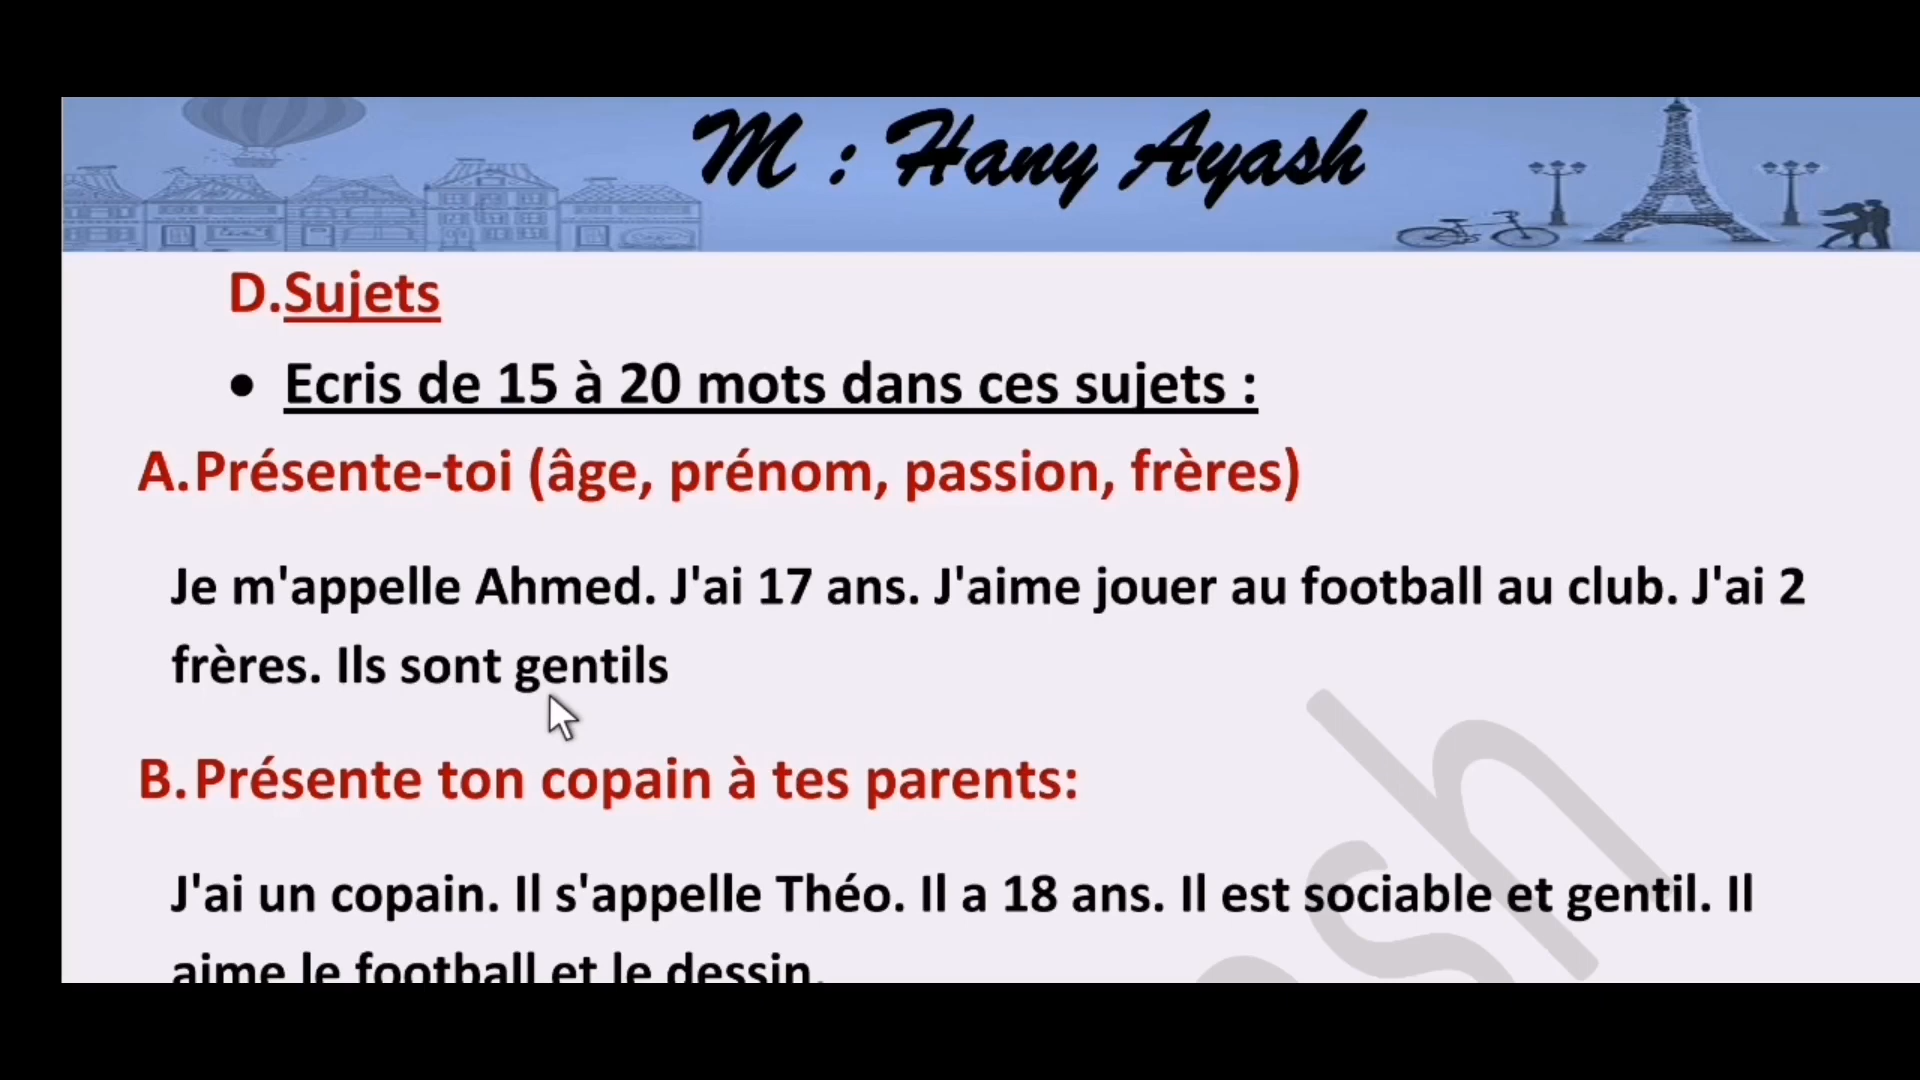 M : Hany Ayash
D.Sujets
• Ecris de 15 à 20 mots dans ces sujets :
A.Présente-toi (âge, prénom, passion, frères)
Je m'appelle Ahmed. J'ai 17 ans. J'aime jouer au football au club. J'ai 2
frères. Ils sont gentils
B.Présente ton copain à tes parents:
J'ai un copain. Il s'appelle Théo. Il a 18 ans. Il est sociable et gentil. Il
aime le football et le dessin.